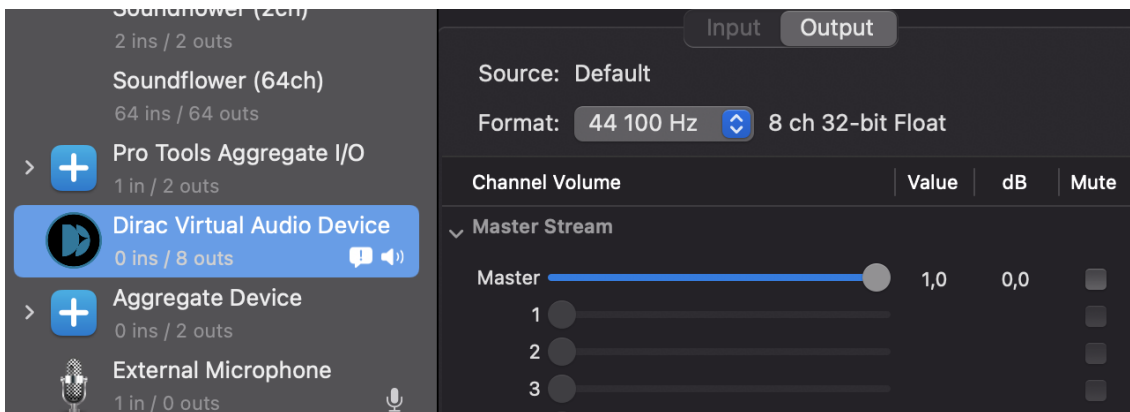 Soundflower (2ch)
2 ins / 2 outs
Soundflower (64ch)
64 ins / 64 outs
Pro Tools Aggregate I/O
1 in / 2 outs
Dirac Virtual Audio Device
0 ins / 8 outs
Aggregate Device
0 ins / 2 outs
External Microphone
1 in / 0 outs
Input Output
Source: Default
Format: 44 100 Hz 8 ch 32-bit Float
Channel Volume Value dB Mute
Master Stream
Master 1,0 0,0
1
2
3